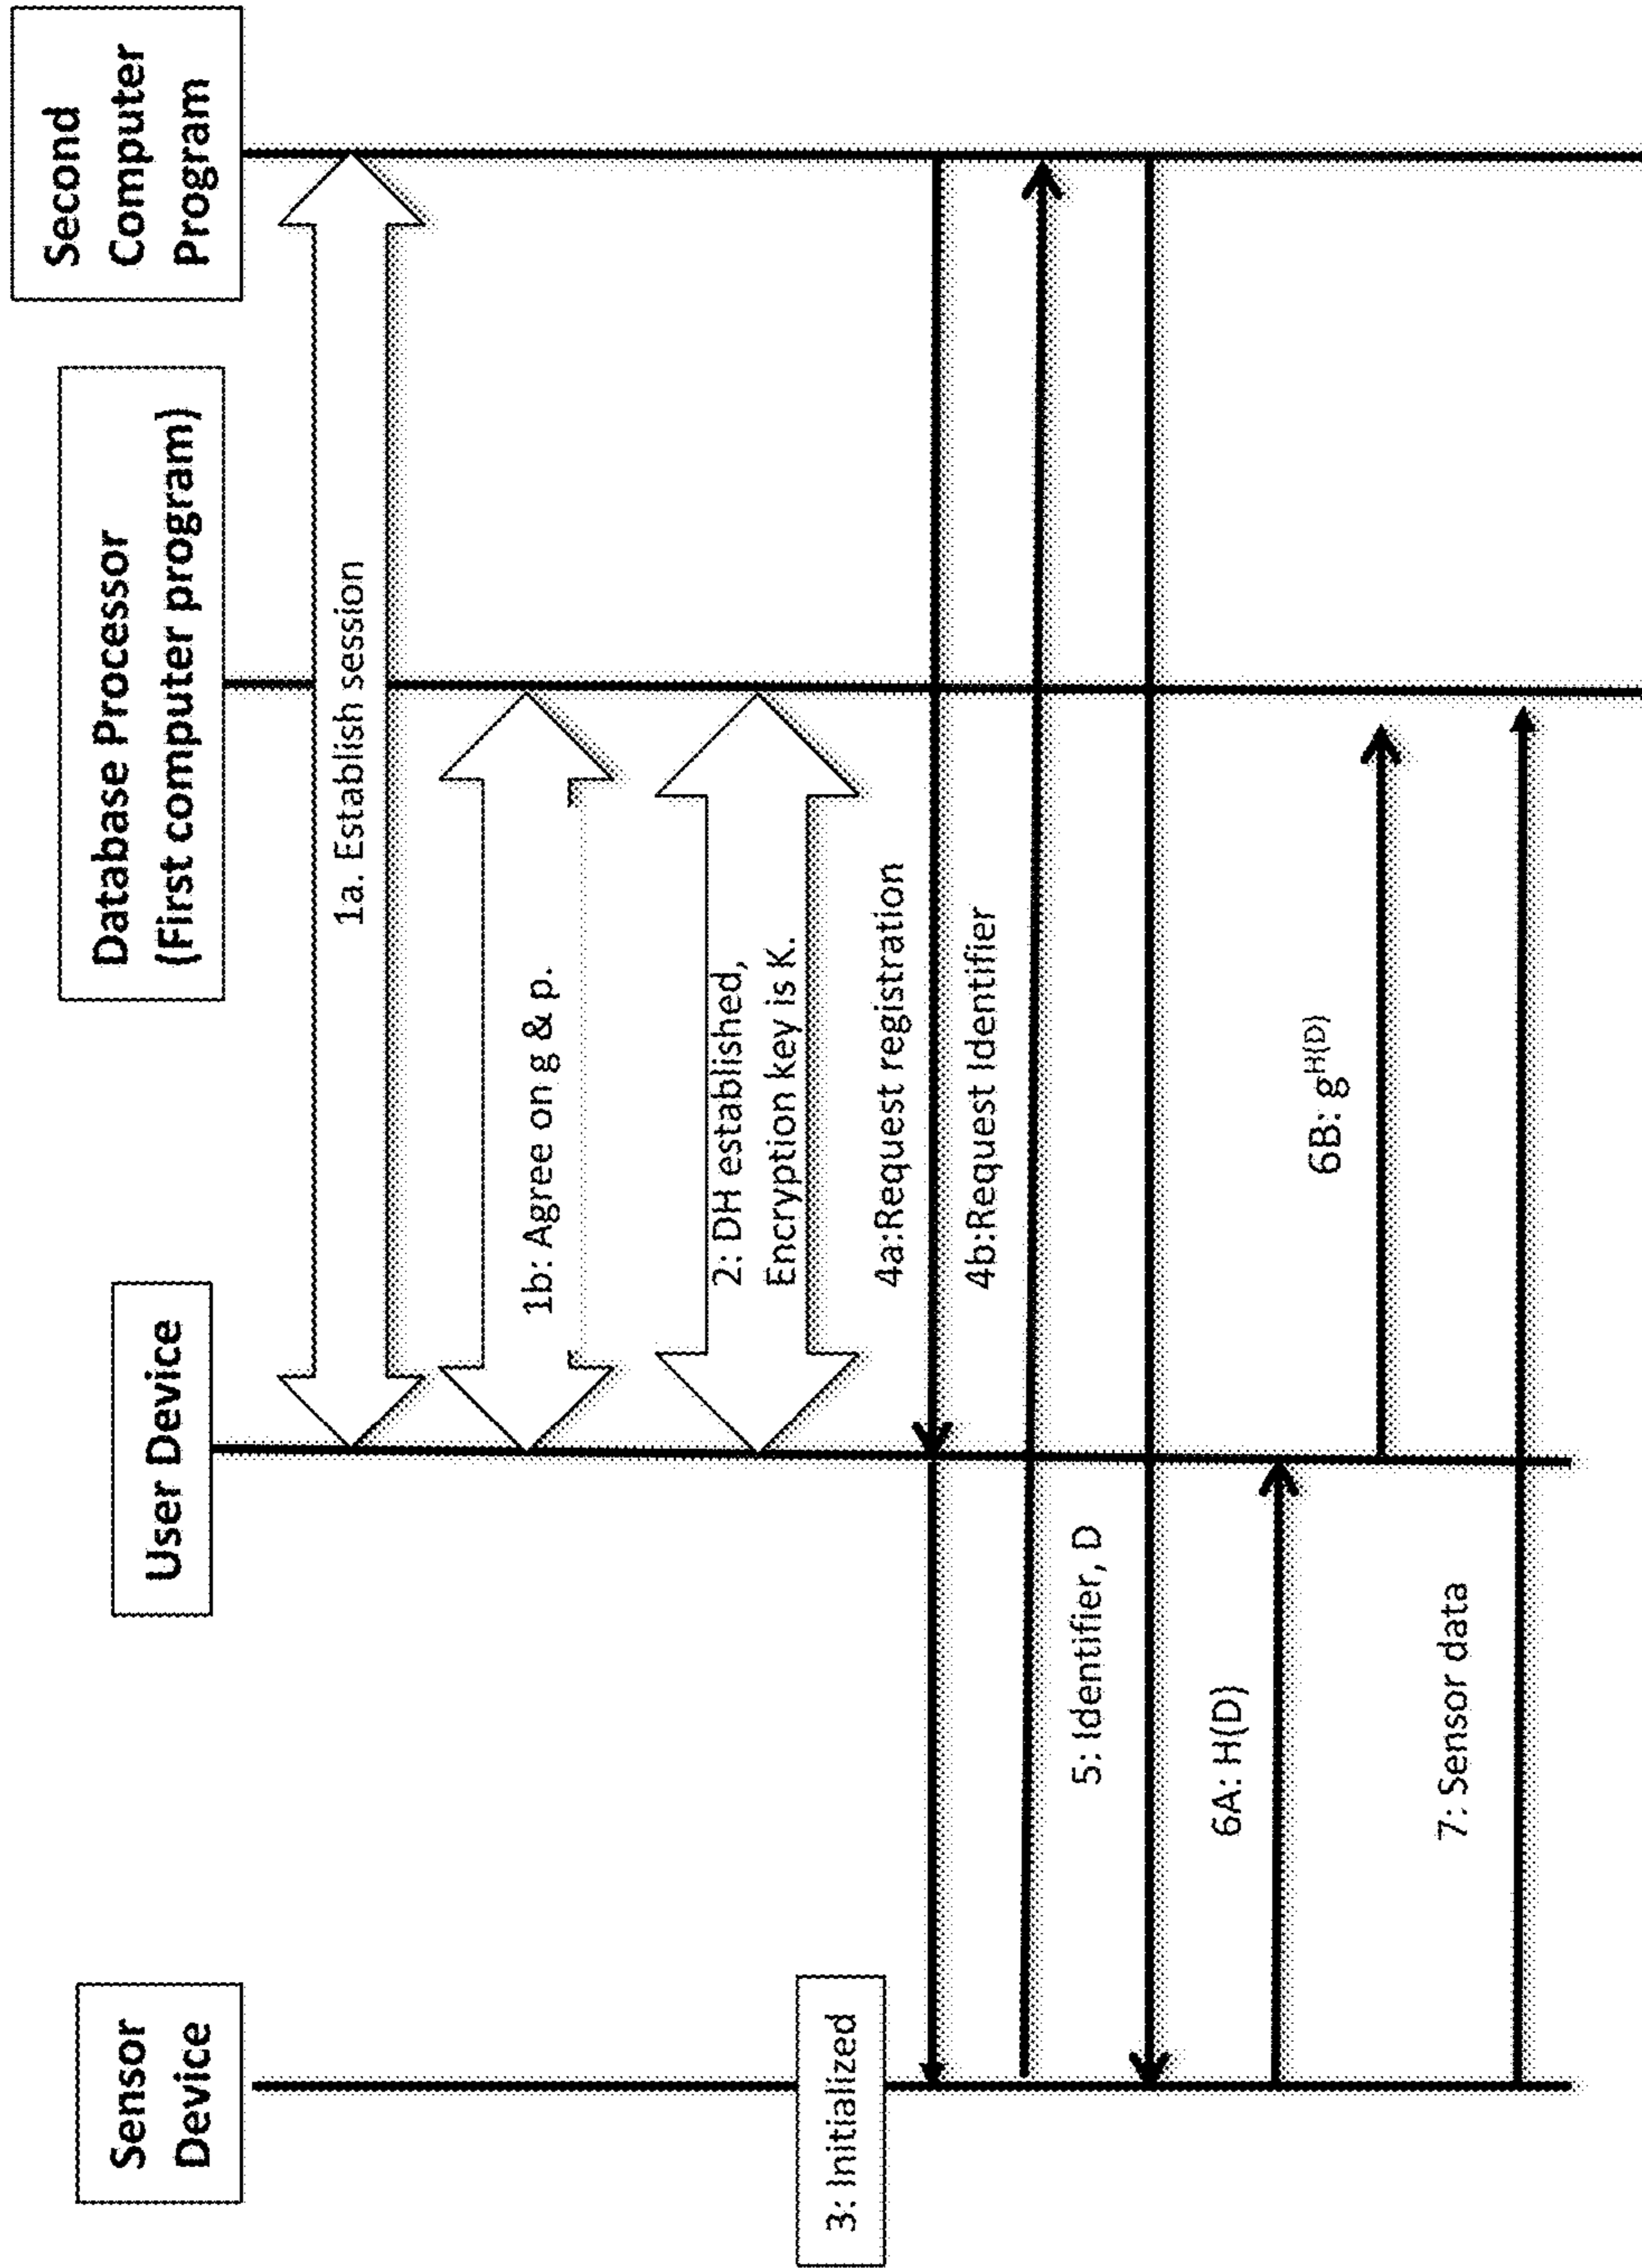 Sensor
Device
User Device
Database Processor
(First computer program)
Second
Computer
Program
1a. Establish session
1b: Agree on g & p.
2: DH established,
Encryption key is K.
3: Initialized
4a:Request registration
4b:Request Identifier
5: Identifier, D
6A: H(D)
6B: g^H(D)
7: Sensor data